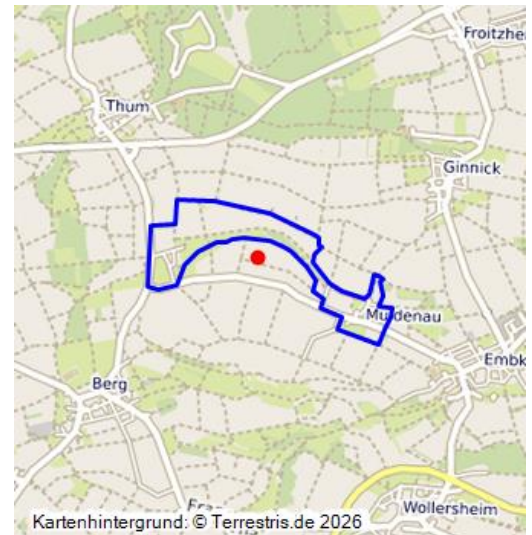 Froitzhe
Thum
Ginnick
Muldenau
Embk
Berg
Wollersheim
Kartenhintergrund: © Terrestris.de 2026